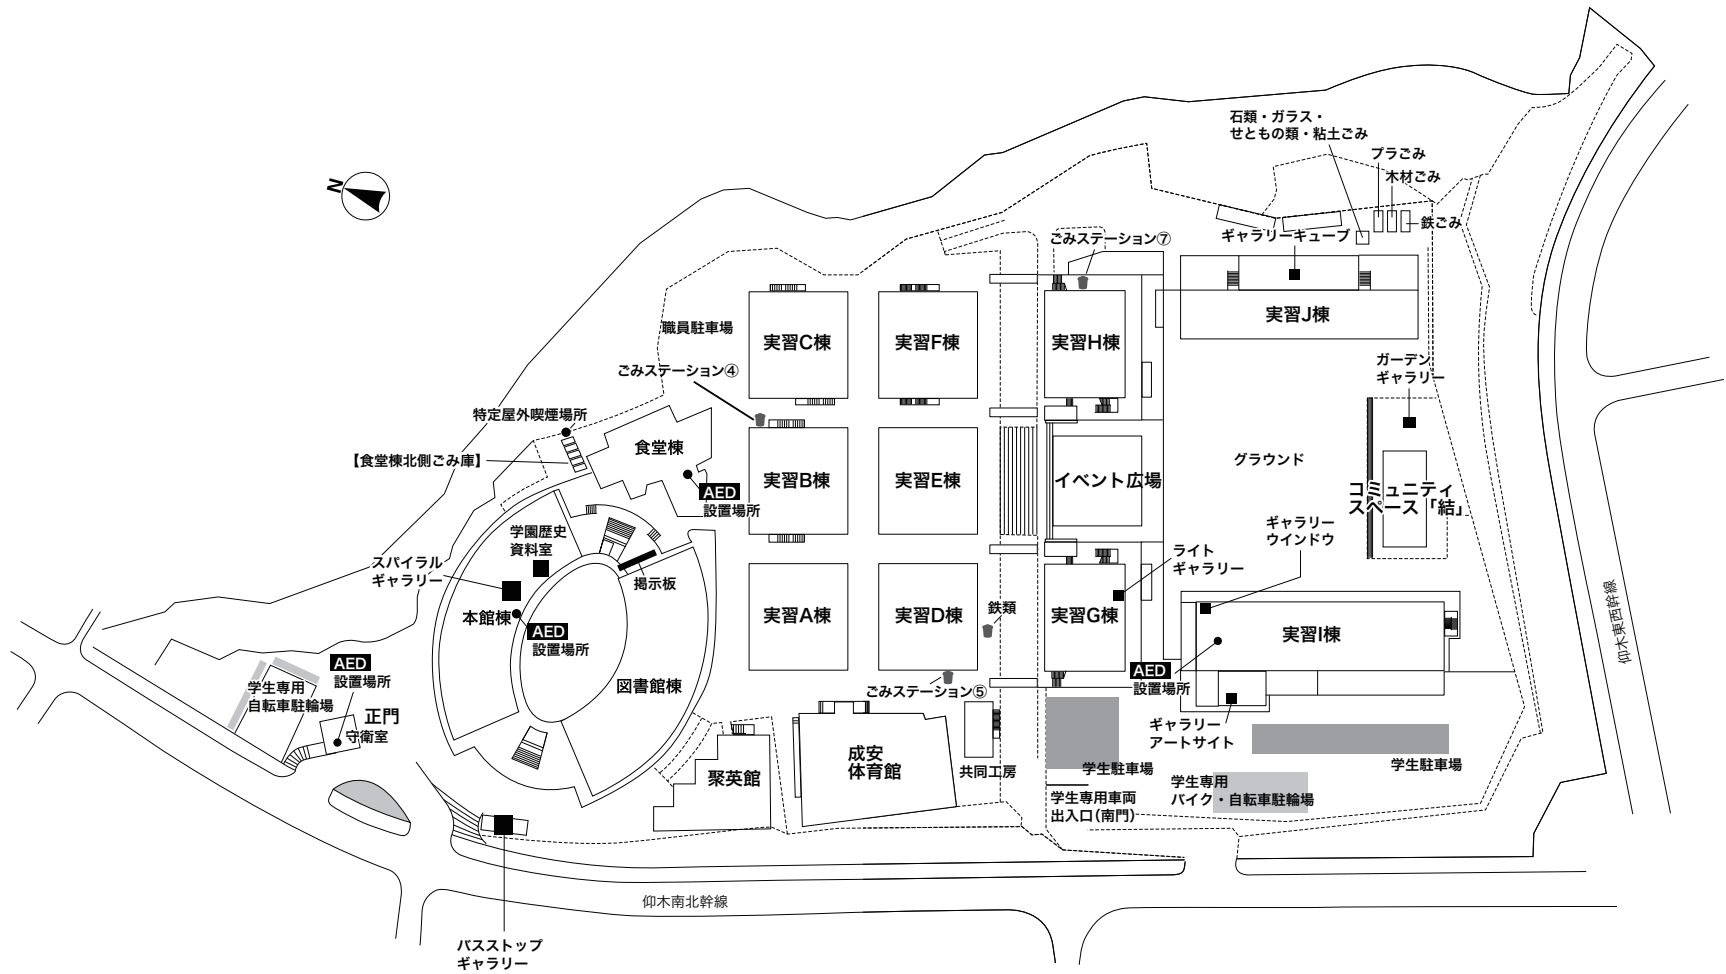 石類・ガラス・
せともの類・粘土ごみ
プラごみ
木材ごみ
鉄ごみ
N
ごみステーション⑦
ギャラリーキューブ
実習J棟
職員駐車場
実習C棟
実習F棟
実習H棟
ごみステーション④
ガーデン
ギャラリー
特定屋外喫煙場所
【食堂棟北側ごみ庫】
食堂棟
AED
設置場所
実習B棟
実習E棟
イベント広場
グラウンド
コミュニティ
スペース「結」
ギャラリー
ウインドウ
学園歴史
資料室
スパイラル
ギャラリー
掲示板
ライト
ギャラリー
本館棟
AED
設置場所
実習A棟
実習D棟
鉄類
実習G棟
実習I棟
仰木東西幹線
AED
設置場所
図書館棟
AED
設置場所
学生専用
自転車駐輪場
正門
守衛室
ごみステーション⑤
ギャラリー
アートサイト
成安
体育館
聚英館
共同工房
学生駐車場
学生駐車場
学生専用
バイク・自転車駐輪場
学生専用車両
出入口(南門)
仰木南北幹線
バスストップ
ギャラリー